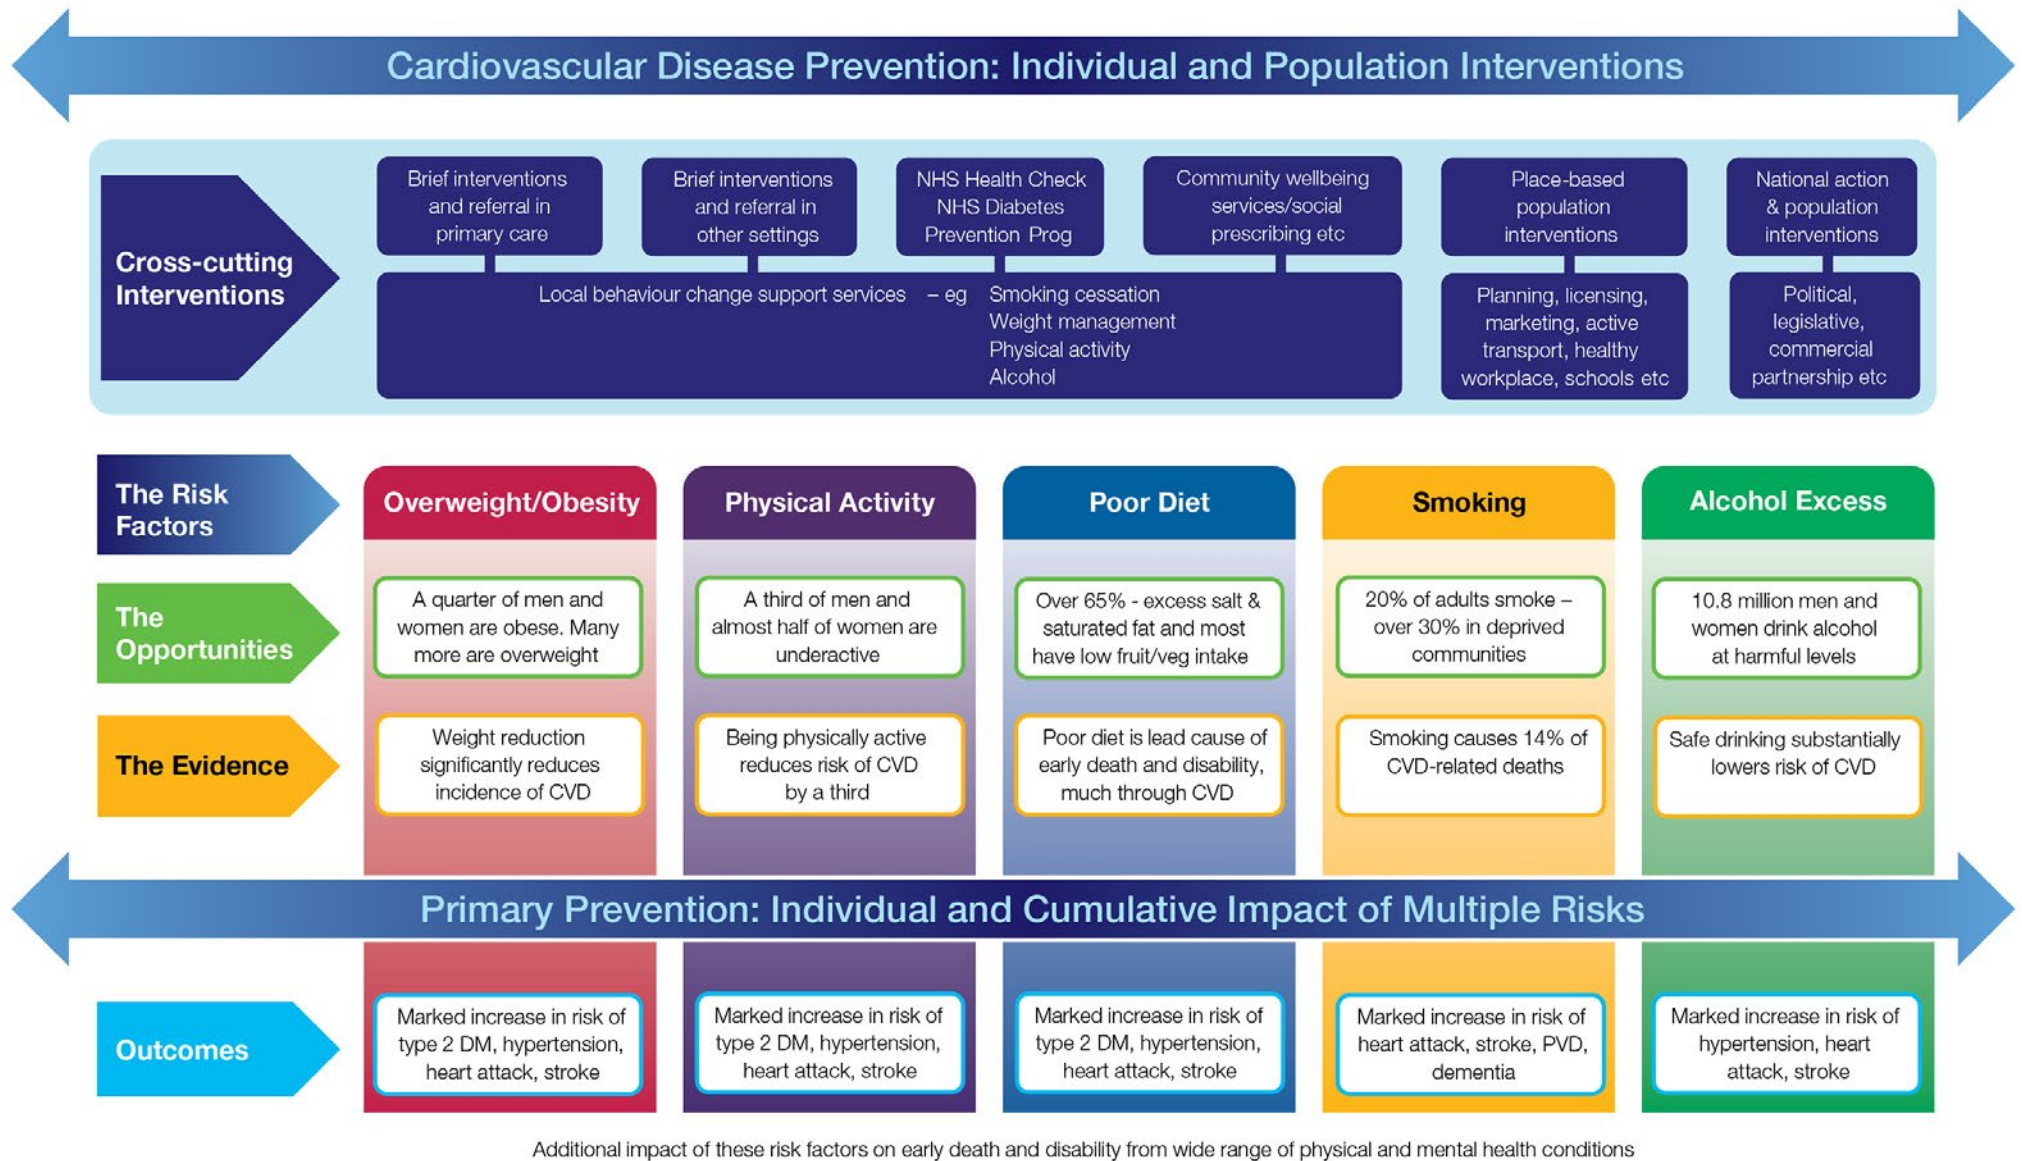 Cardiovascular Disease Prevention: Individual and Population Interventions
Cross-cutting
Interventions
Brief interventions
and referral in
primary care
Brief interventions
and referral in
other settings
NHS Health Check
NHS Diabetes
Prevention Prog
Community wellbeing
services/social
prescribing etc
Place-based
population
interventions
National action
& population
interventions
Local behaviour change support services – eg Smoking cessation
Weight management
Physical activity
Alcohol
Planning, licensing,
marketing, active
transport, healthy
workplace, schools etc
Political,
legislative,
commercial
partnership etc
The Risk
Factors
Overweight/Obesity
Physical Activity
Poor Diet
Smoking
Alcohol Excess
The
Opportunities
A quarter of men and
women are obese. Many
more are overweight
A third of men and
almost half of women are
underactive
Over 65% - excess salt &
saturated fat and most
have low fruit/veg intake
20% of adults smoke –
over 30% in deprived
communities
10.8 million men and
women drink alcohol
at harmful levels
The Evidence
Weight reduction
significantly reduces
incidence of CVD
Being physically active
reduces risk of CVD
by a third
Poor diet is lead cause of
early death and disability,
much through CVD
Smoking causes 14% of
CVD-related deaths
Safe drinking substantially
lowers risk of CVD
Primary Prevention: Individual and Cumulative Impact of Multiple Risks
Outcomes
Marked increase in risk of
type 2 DM, hypertension,
heart attack, stroke
Marked increase in risk of
type 2 DM, hypertension,
heart attack, stroke
Marked increase in risk of
type 2 DM, hypertension,
heart attack, stroke
Marked increase in risk of
heart attack, stroke, PVD,
dementia
Marked increase in risk of
hypertension, heart
attack, stroke
Additional impact of these risk factors on early death and disability from wide range of physical and mental health conditions